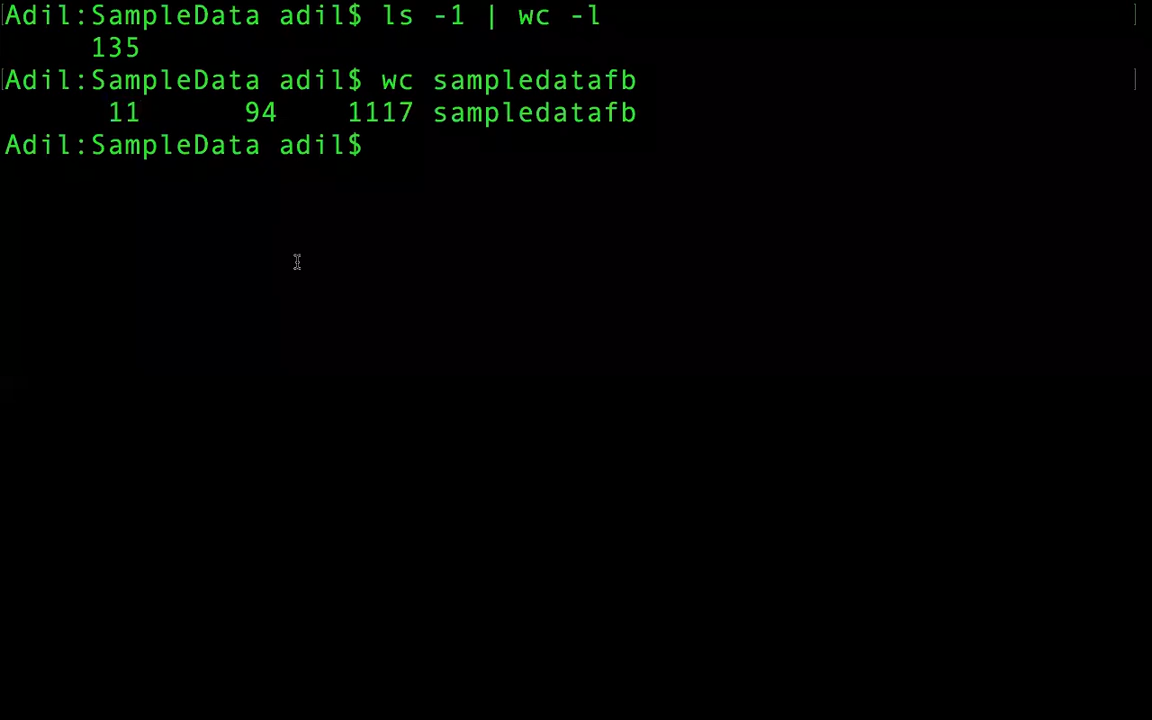 Adil:SampleData adil$ ls -1 | wc -l
135
Adil:SampleData adil$ wc sampledatafb
11 94 1117 sampledatafb
Adil:SampleData adil$